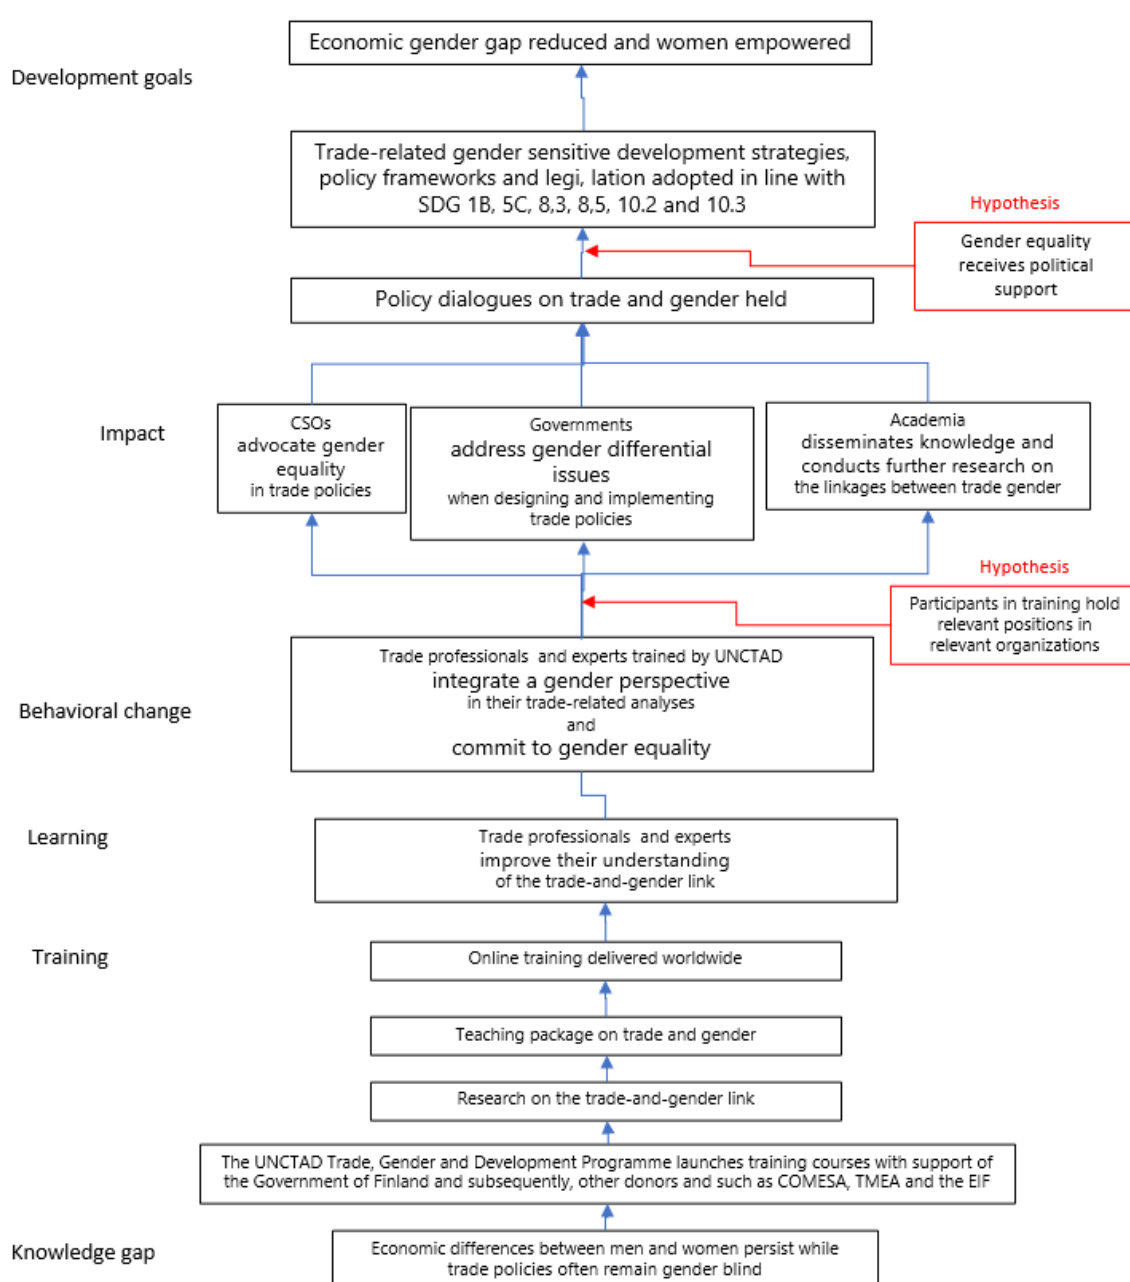 Economic gender gap reduced and women empowered
Development goals
Trade-related gender sensitive development strategies,
policy frameworks and legi, lation adopted in line with
SDG 1B, 5C, 8,3, 8,5, 10.2 and 10.3
Hypothesis
Gender equality
receives political
support
Policy dialogues on trade and gender held
Impact
CSOs
advocate gender
equality
in trade policies
Governments
address gender differential
issues
when designing and implementing
trade policies
Academia
disseminates knowledge and
conducts further research on
the linkages between trade gender
Hypothesis
Participants in training hold
relevant positions in
relevant organizations
Behavioral change
Trade professionals and experts trained by UNCTAD
integrate a gender perspective
in their trade-related analyses
and
commit to gender equality
Learning
Trade professionals and experts
improve their understanding
of the trade-and-gender link
Training
Online training delivered worldwide
Teaching package on trade and gender
Research on the trade-and-gender link
The UNCTAD Trade, Gender and Development Programme launches training courses with support of
the Government of Finland and subsequently, other donors and such as COMESA, TMEA and the EIF
Knowledge gap
Economic differences between men and women persist while
trade policies often remain gender blind